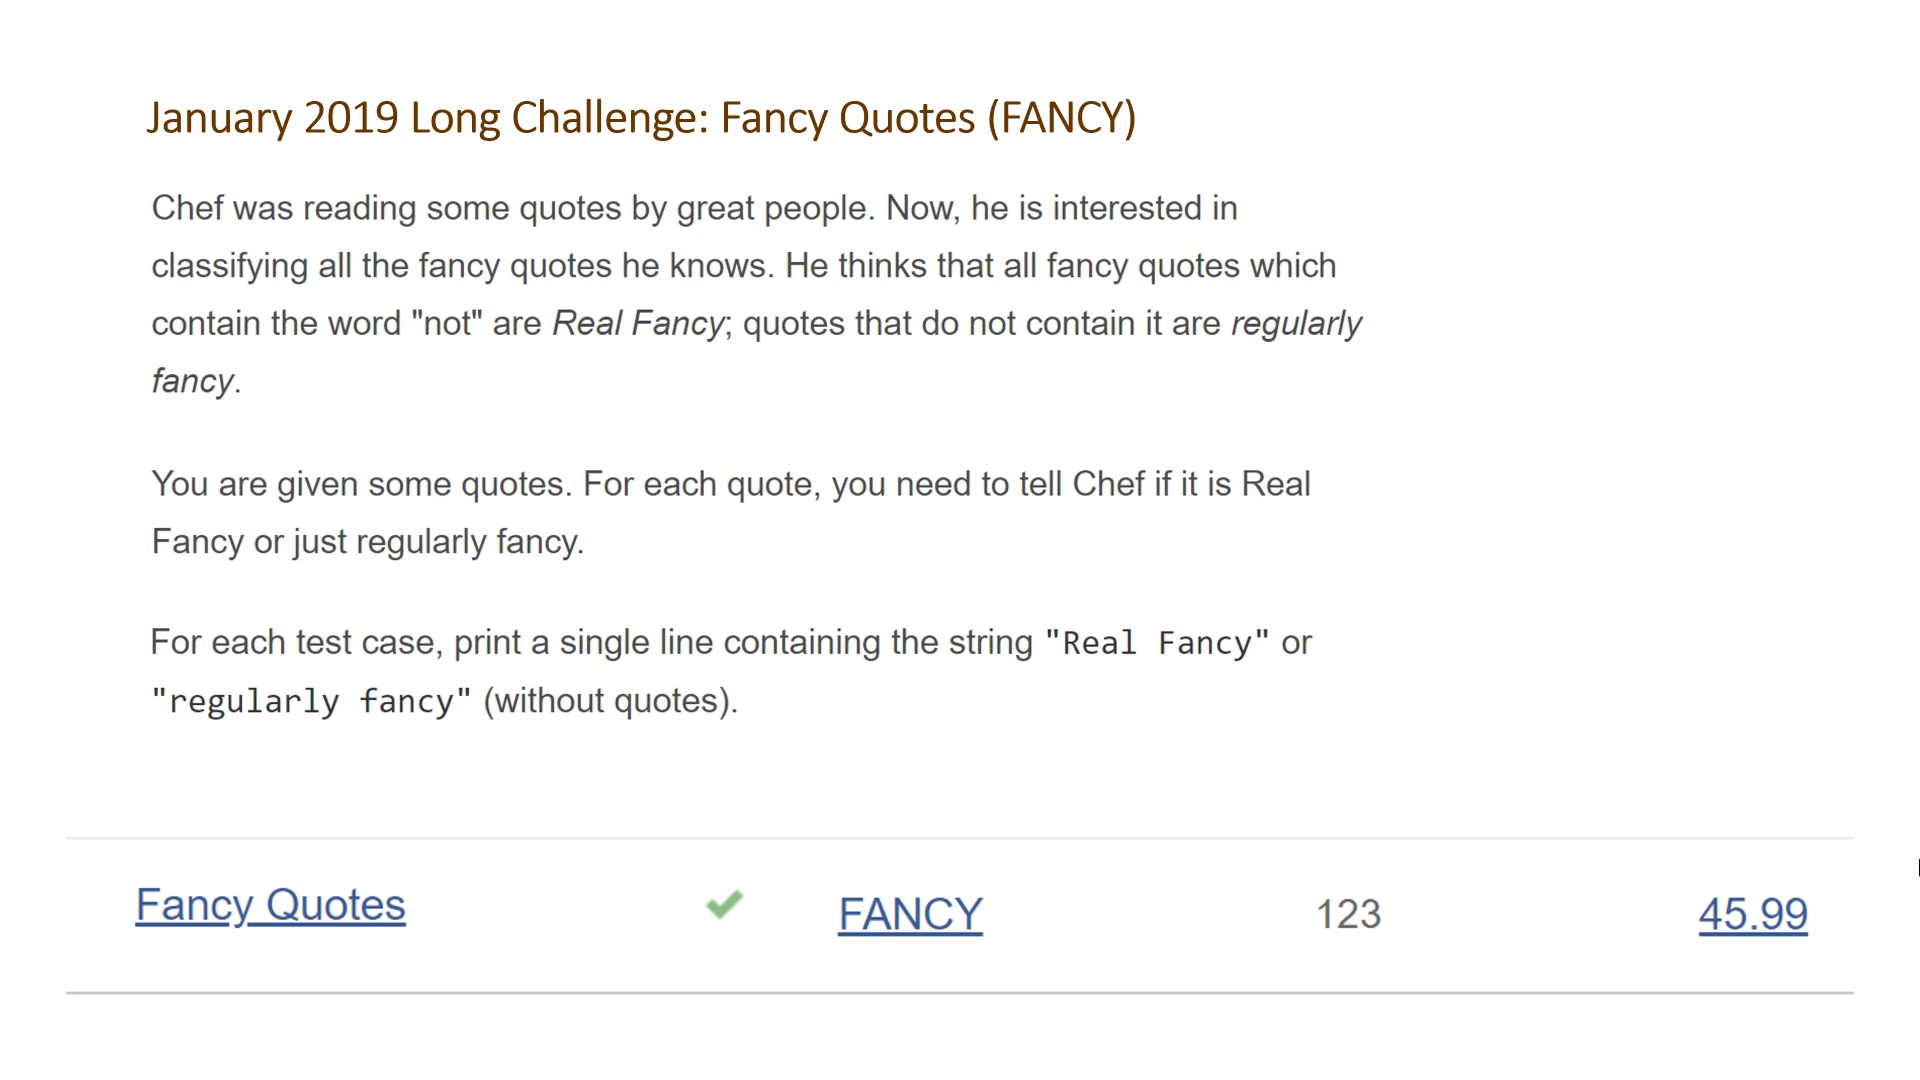 January 2019 Long Challenge: Fancy Quotes (FANCY)
Chef was reading some quotes by great people. Now, he is interested in
classifying all the fancy quotes he knows. He thinks that all fancy quotes which
contain the word "not" are Real Fancy; quotes that do not contain it are regularly
fancy.
You are given some quotes. For each quote, you need to tell Chef if it is Real
Fancy or just regularly fancy.
For each test case, print a single line containing the string "Real Fancy" or
"regularly fancy" (without quotes).
Fancy Quotes FANCY 123 45.99